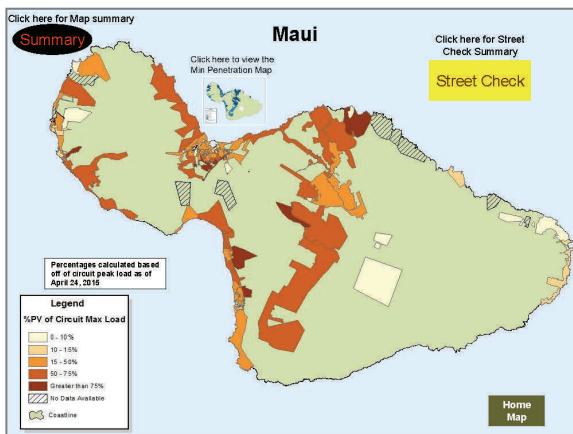 Click here for Map summary
Summary
Maui
Click here to view the
Min Penetration Map
Click here for Street
Check Summary
Street Check
Percentages calculated based
off of circuit peak load as of
April 24, 2015
Legend
%PV of Circuit Max Load
0 - 10%
10 - 15%
15 - 50%
50 - 75%
Greater than 75%
No Data Available
Coastline
Home
Map